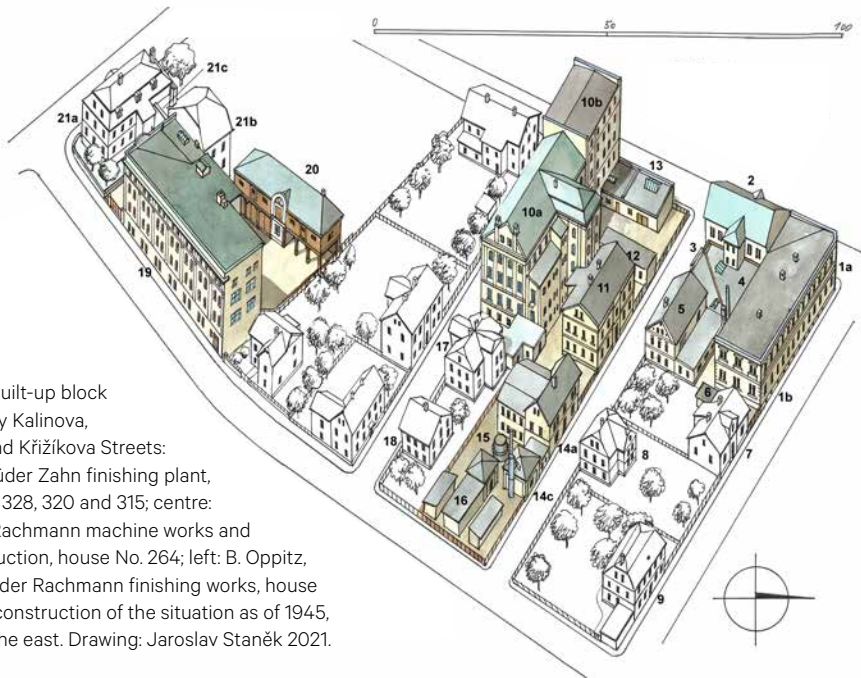 0 50 100
21c
21a
21b
20
19
10b
13
10a
12
11
2
3
4
1a
5
1b
6
7
17
18
15
14a
8
16
14c
9
uilt-up block
y Kalinova,
nd Křižíkova Streets:
üder Zahn finishing plant,
328, 320 and 315; centre:
Rachmann machine works and
uction, house No. 264; left: B. Oppitz,
der Rachmann finishing works, house
construction of the situation as of 1945,
he east. Drawing: Jaroslav Staněk 2021.